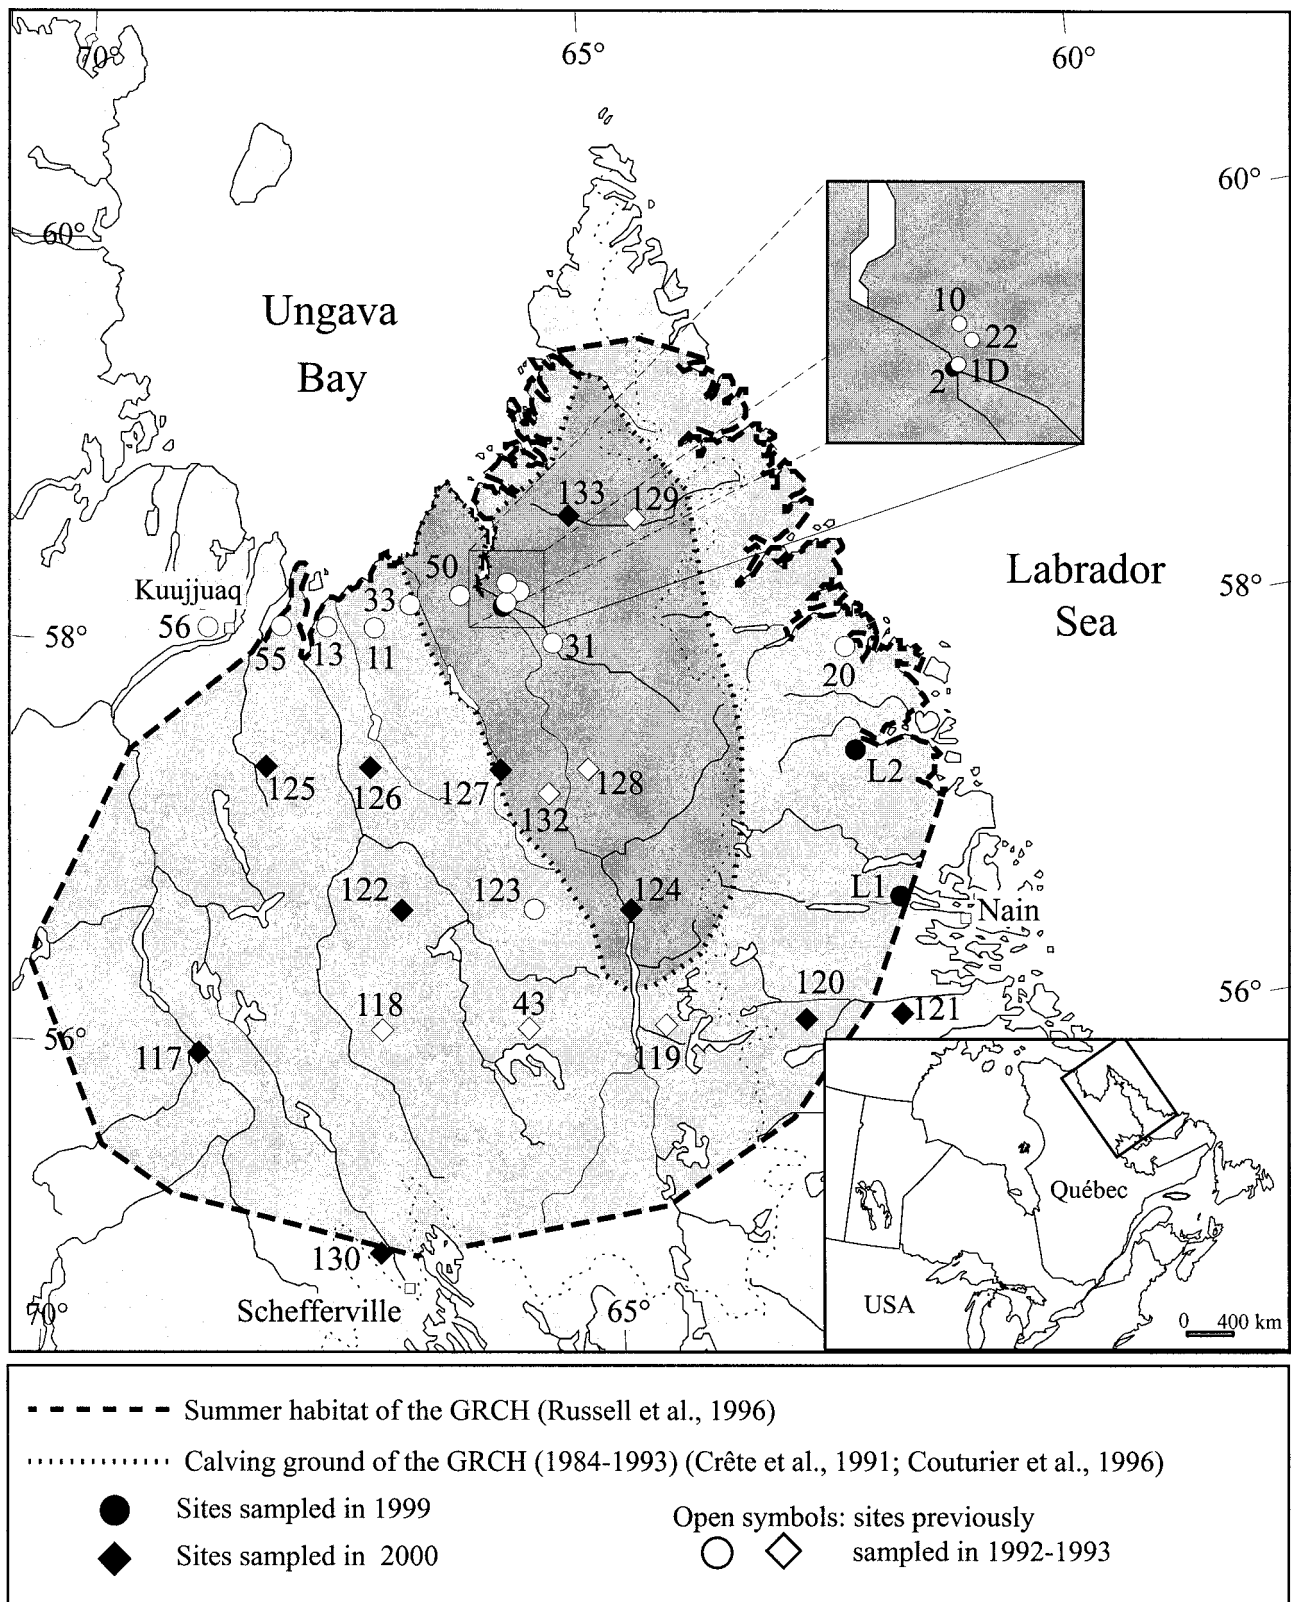 70°
65°
60°
60°
60°
Ungava
Bay
10
22
1D
2
133
129
50
Labrador
Sea
Kuujjuaq
33
58°
56
58°
55
13
11
31
20
L2
125
126
127
128
132
122
123
124
L1
Nain
120
56°
118
43
121
56°
117
119
Québec
130
Schefferville
70°
65°
USA
0 400 km
Summer habitat of the GRCH (Russell et al., 1996)
Calving ground of the GRCH (1984-1993) (Crête et al., 1991; Couturier et al., 1996)
Sites sampled in 1999
Open symbols: sites previously
Sites sampled in 2000
sampled in 1992-1993